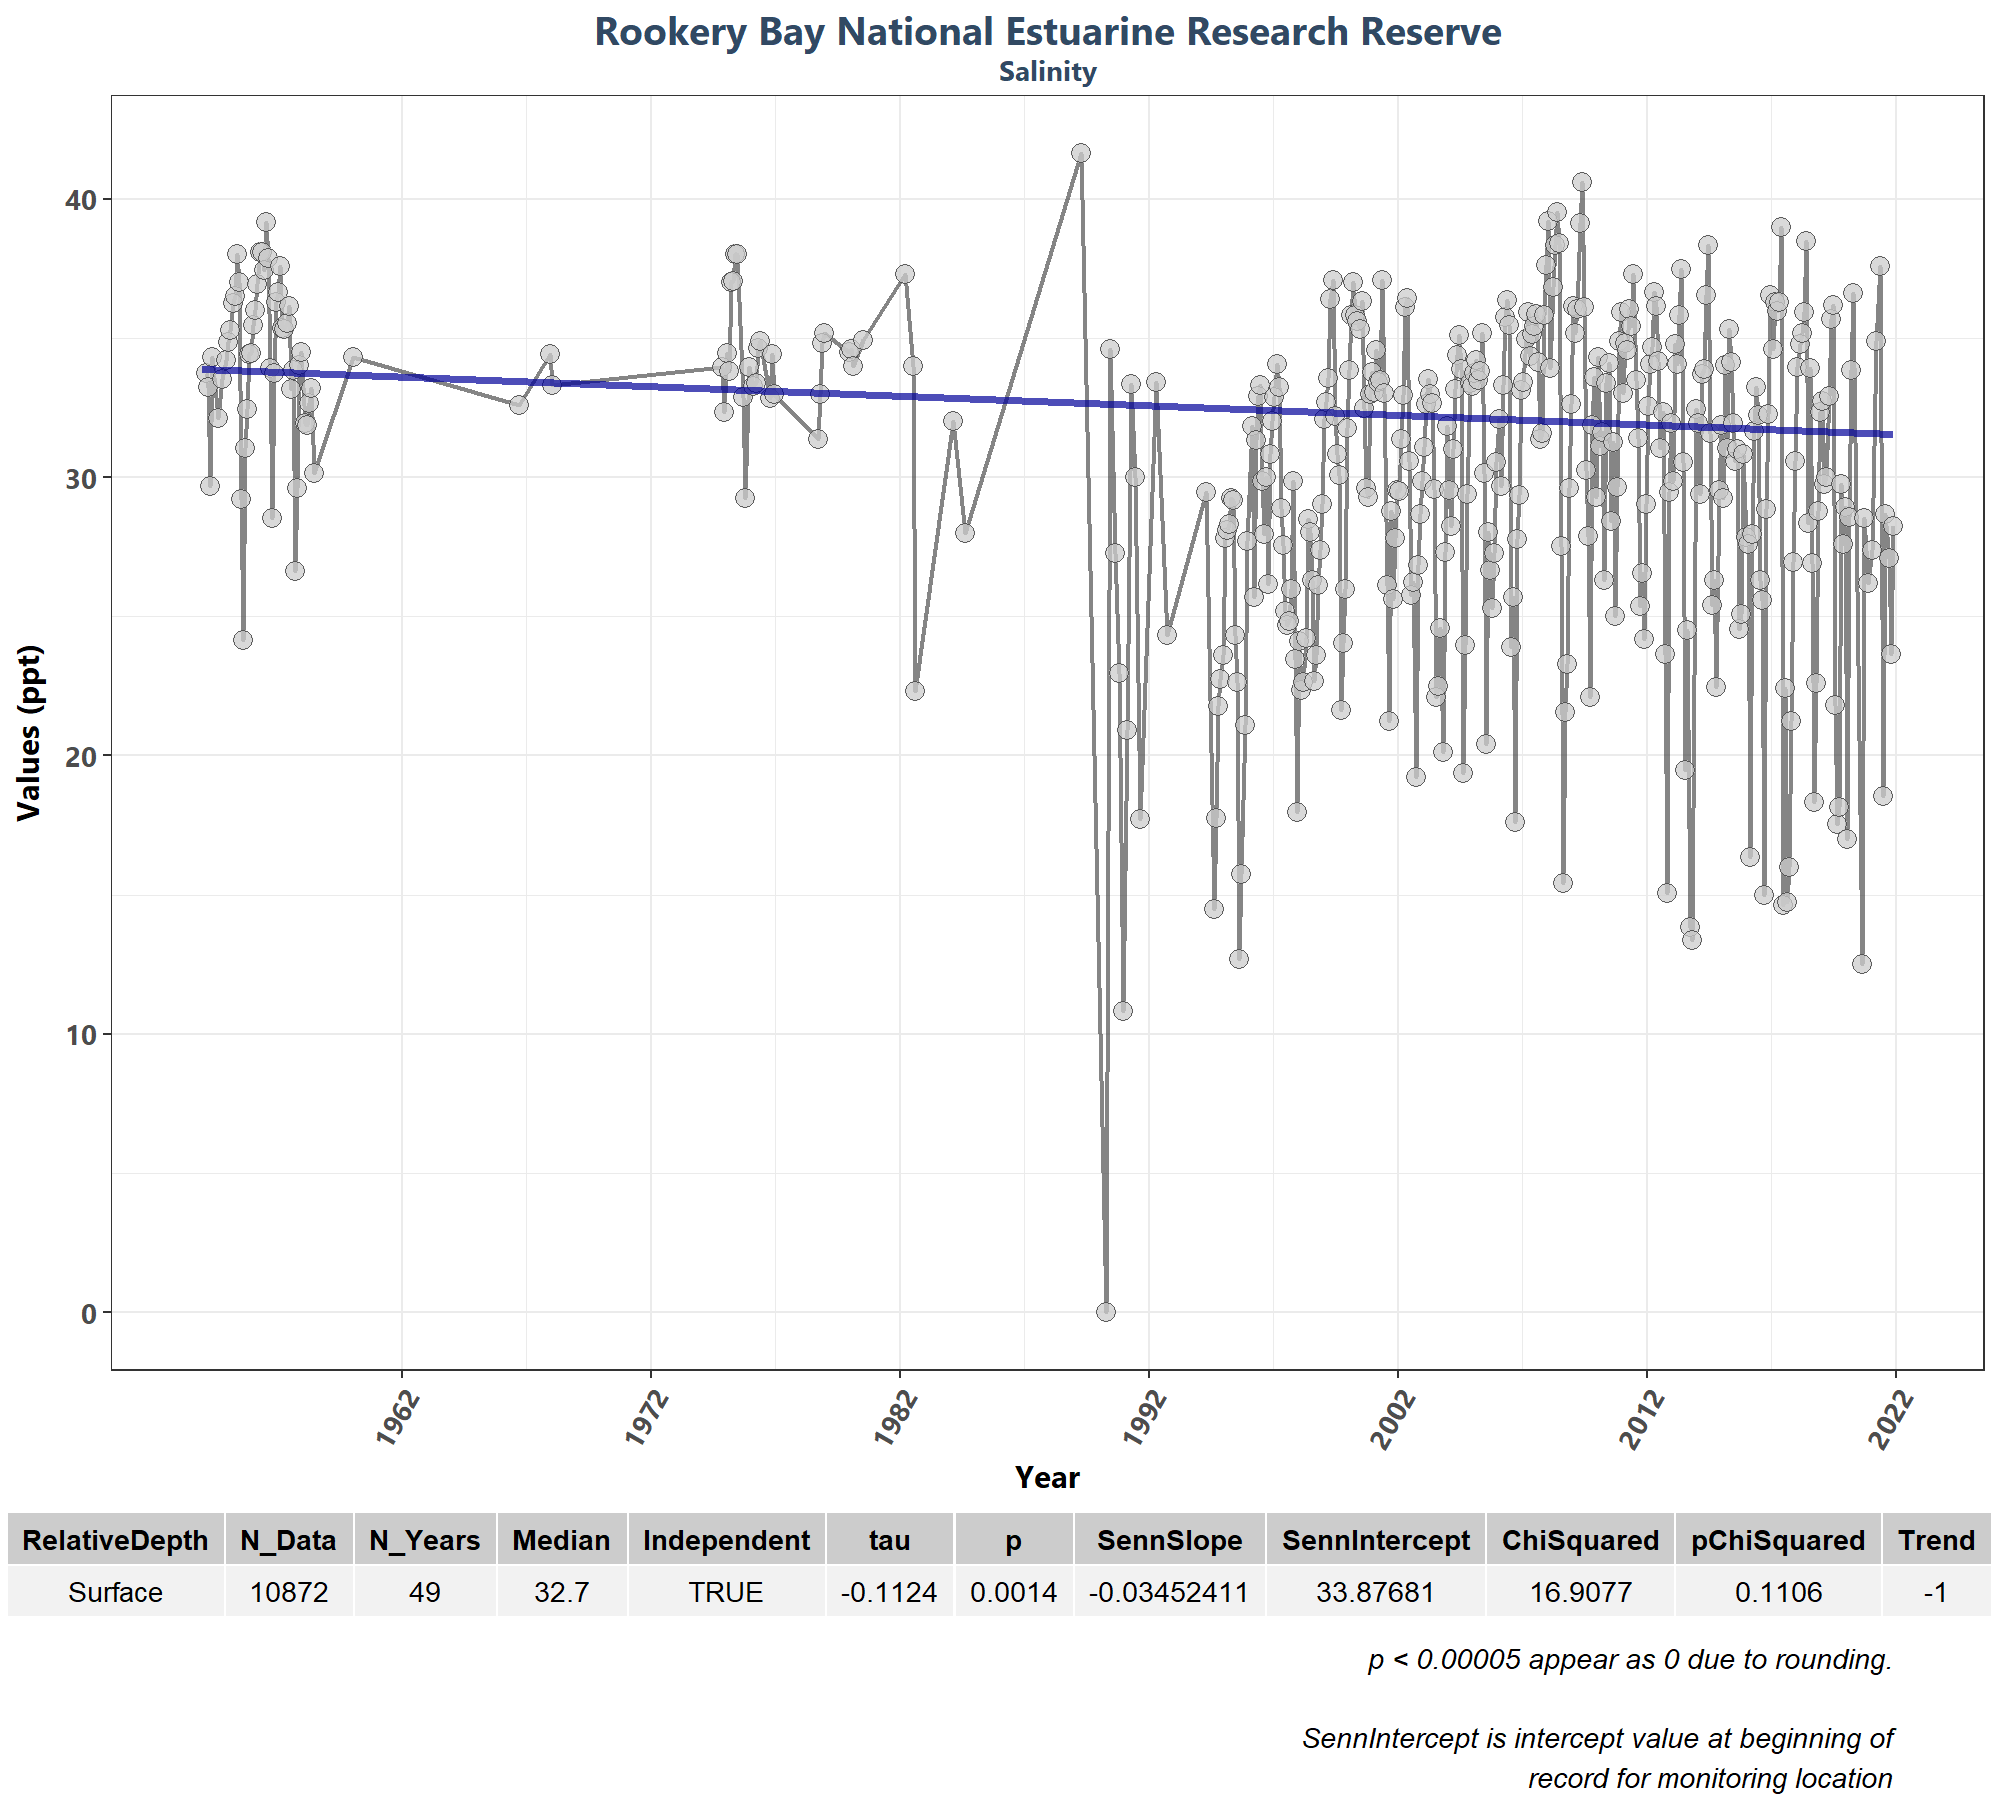 Rookery Bay National Estuarine Research Reserve
Salinity
Values (ppt)
40
30
20
10
0
1962 1972 1982 1992 2002 2012 2022
Year
RelativeDepth N_Data N_Years Median Independent tau p SennSlope SennIntercept ChiSquared pChiSquared Trend
Surface 10872 49 32.7 TRUE -0.1124 0.0014 -0.03452411 33.87681 16.9077 0.1106 -1
p < 0.00005 appear as 0 due to rounding.
SennIntercept is intercept value at beginning of
record for monitoring location